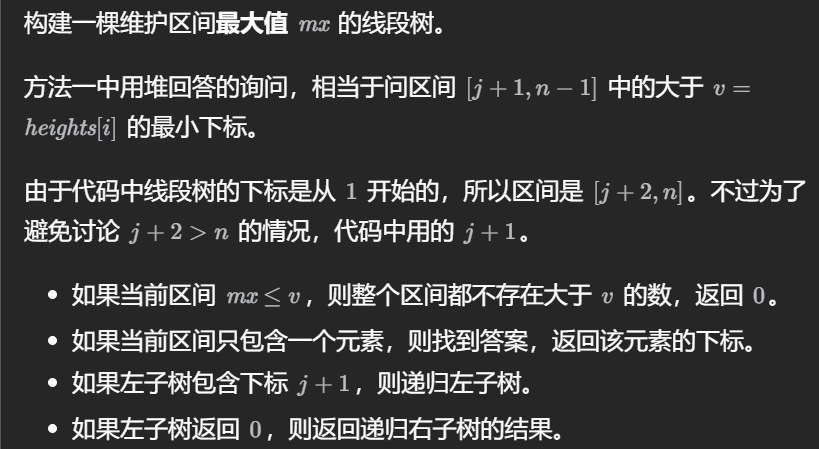 构建一棵维护区间最大值 mx 的线段树。
方法一中用堆回答的询问，相当于问区间 [j + 1, n − 1] 中的大于 v =
heights[i] 的最小下标。
由于代码中线段树的下标是从 1 开始的，所以区间是 [j + 2, n]。不过为了
避免讨论 j + 2 > n 的情况，代码中用的 j + 1。
• 如果当前区间 mx ≤ v，则整个区间都不存在大于 v 的数，返回 0。
• 如果当前区间只包含一个元素，则找到答案，返回该元素的下标。
• 如果左子树包含下标 j + 1，则递归左子树。
• 如果左子树返回 0，则返回递归右子树的结果。